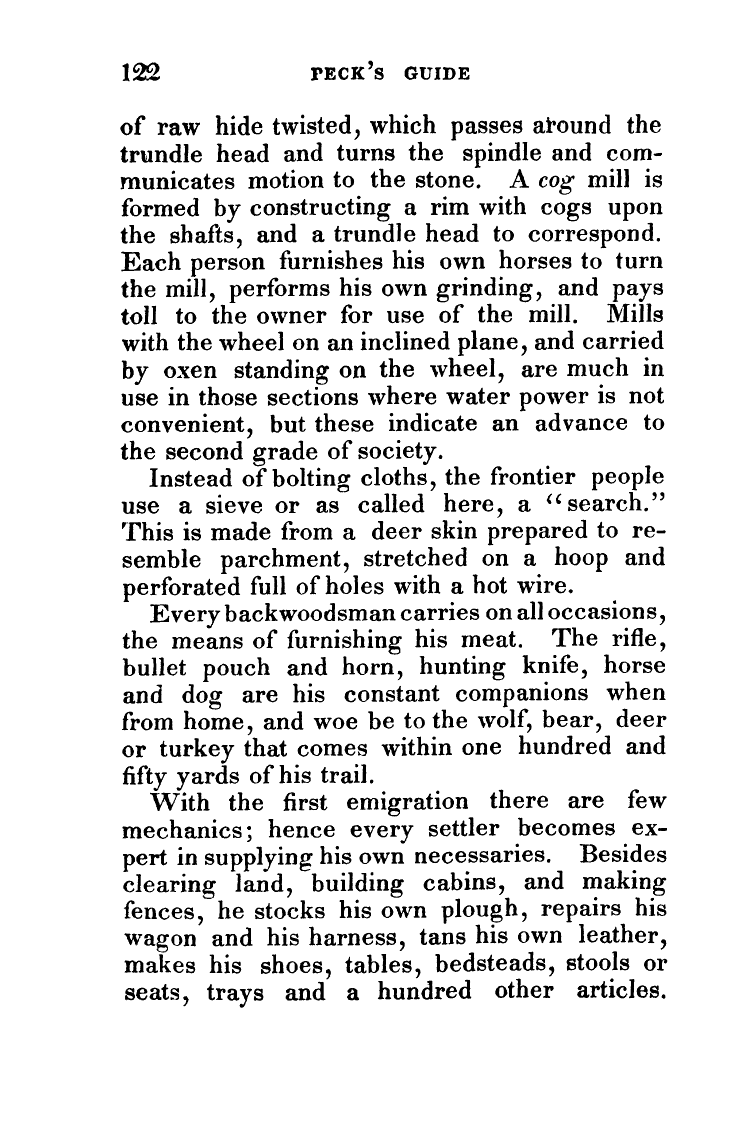 122 PECK'S GUIDE
of raw hide twisted, which passes around the
trundle head and turns the spindle and com-
municates motion to the stone. A cog mill is
formed by constructing a rim with cogs upon
the shafts, and a trundle head to correspond.
Each person furnishes his own horses to turn
the mill, performs his own grinding, and pays
toll to the owner for use of the mill. Mills
with the wheel on an inclined plane, and carried
by oxen standing on the wheel, are much in
use in those sections where water power is not
convenient, but these indicate an advance to
the second grade of society.
Instead of bolting cloths, the frontier people
use a sieve or as called here, a “search.”
This is made from a deer skin prepared to re-
semble parchment, stretched on a hoop and
perforated full of holes with a hot wire.
Every backwoodsman carries on all occasions,
the means of furnishing his meat. The rifle,
bullet pouch and horn, hunting knife, horse
and dog are his constant companions when
from home, and woe be to the wolf, bear, deer
or turkey that comes within one hundred and
fifty yards of his trail.
With the first emigration there are few
mechanics; hence every settler becomes ex-
pert in supplying his own necessaries. Besides
clearing land, building cabins, and making
fences, he stocks his own plough, repairs his
wagon and his harness, tans his own leather,
makes his shoes, tables, bedsteads, stools or
seats, trays and a hundred other articles.